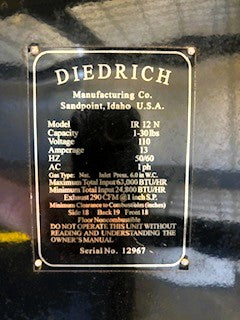 DIEDRICH
Manufacturing Co.
Sandpoint, Idaho U.S.A.
Model IR 12 N
Capacity 1-30 lbs
Voltage 110
Amperage 13
HZ 50/60
AC 1 ph
Gas Type: Nat. Inlet Press. 6.0 in W.C.
Maximum Total Input 63,000 BTU/HR
Minimum Total Input 24,800 BTU/HR
Exhaust 290 CFM @ 1 inch S.P.
Minimum Clearance to Combustibles (inches)
Side 18 Back 19 Front 18
Floor Noncombustible
DO NOT OPERATE THIS UNIT WITHOUT
READING AND UNDERSTANDING THE
OWNER'S MANUAL
Serial No. 12967